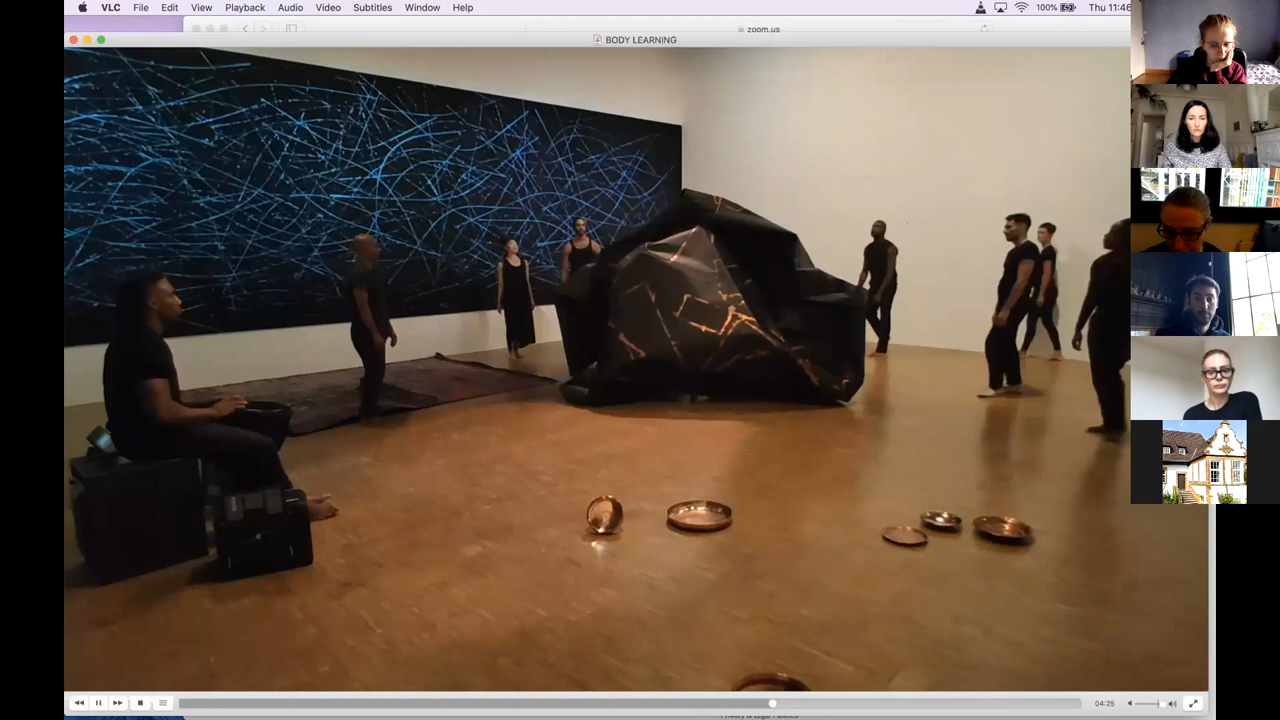 VLC File Edit View Playback Audio Video Subtitles Window Help 100% Thu 11:46
zoom.us
BODY LEARNING
04:25